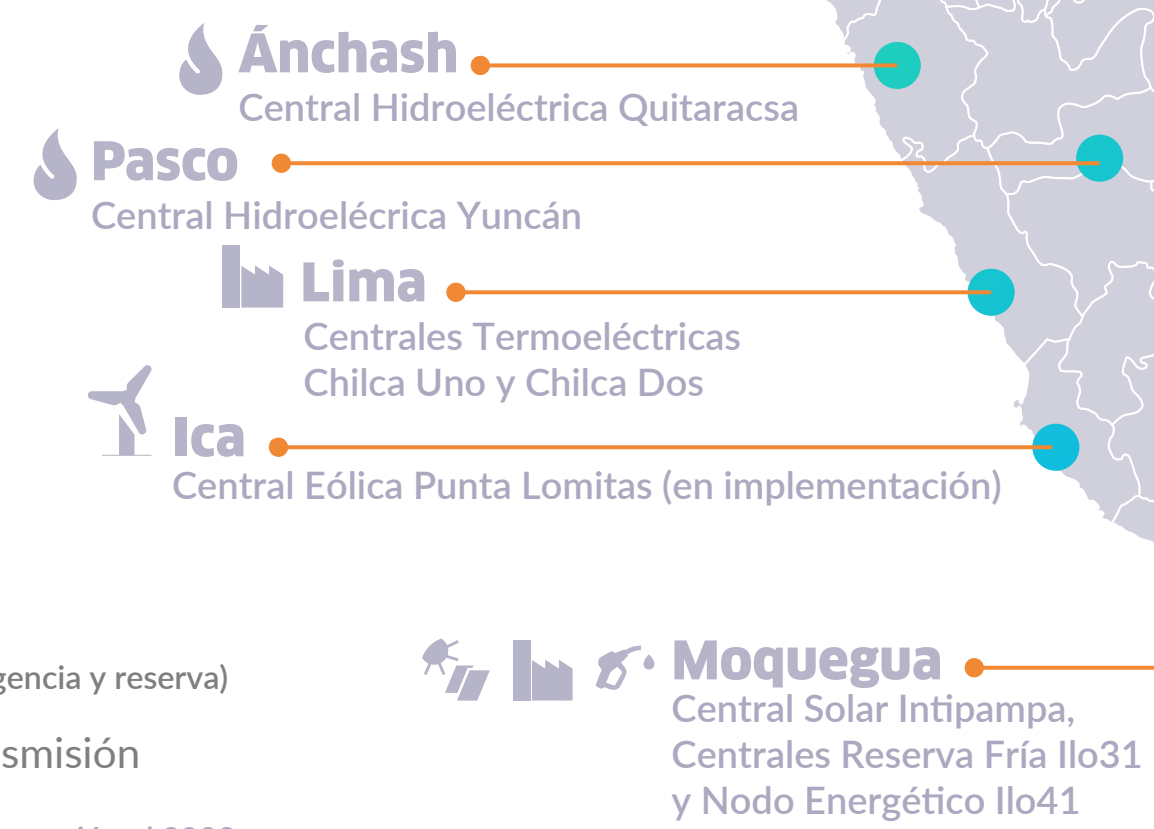 Ánchash
Central Hidroeléctrica Quitaracsa
Pasco
Central Hidroelécrica Yuncán
Lima
Centrales Termoeléctricas
Chilca Uno y Chilca Dos
Ica
Central Eólica Punta Lomitas (en implementación)
gencia y reserva)
smisión
Moquegua
Central Solar Intipampa,
Centrales Reserva Fría Ilo31
y Nodo Energético Ilo41